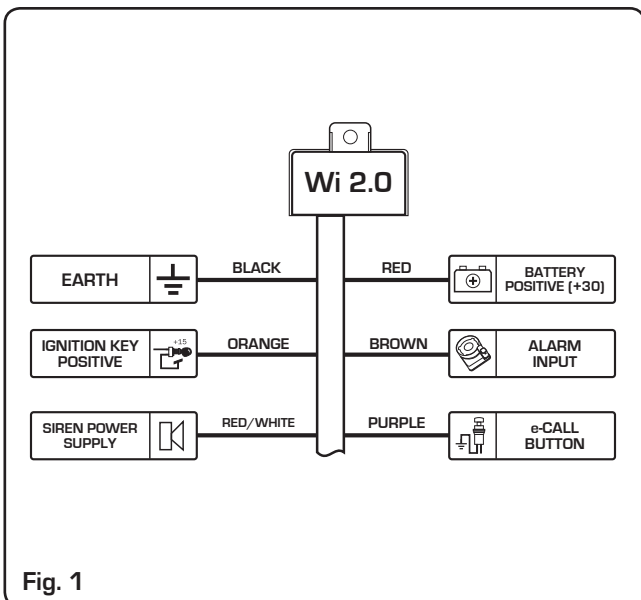 Wi 2.0
EARTH
BLACK
RED
BATTERY
POSITIVE (+30)
IGNITION KEY
POSITIVE
+15
ORANGE
BROWN
ALARM
INPUT
SIREN POWER
SUPPLY
RED/WHITE
PURPLE
e-CALL
BUTTON
Fig. 1